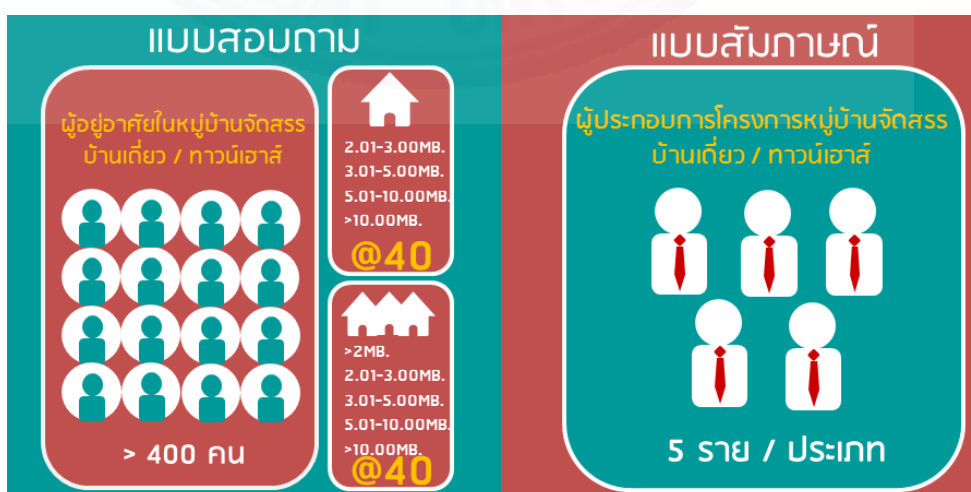 แบบสอบถาม
ผู้อยู่อาศัยในหมู่บ้านจัดสรร
บ้านเดี่ยว / ทาวน์เฮาส์
> 400 คน
2.01-3.00MB.
3.01-5.00MB.
5.01-10.00MB.
>10.00MB.
@40
>2MB.
2.01-3.00MB.
3.01-5.00MB.
5.01-10.00MB.
>10.00MB.
@40
แบบสัมภาษณ์
ผู้ประกอบการโครงการหมู่บ้านจัดสรร
บ้านเดี่ยว / ทาวน์เฮาส์
5 ราย / ประเภท